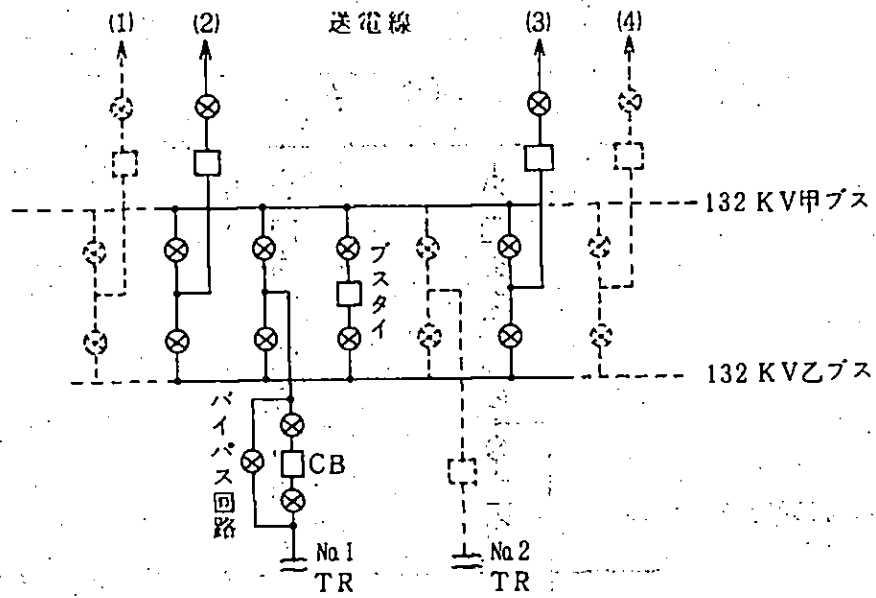 (1) (2) 送電線 (3) (4)
132 KV甲ブス
ブスタイ
132 KV乙ブス
バイパス回路
CB
No.1
TR
No.2
TR